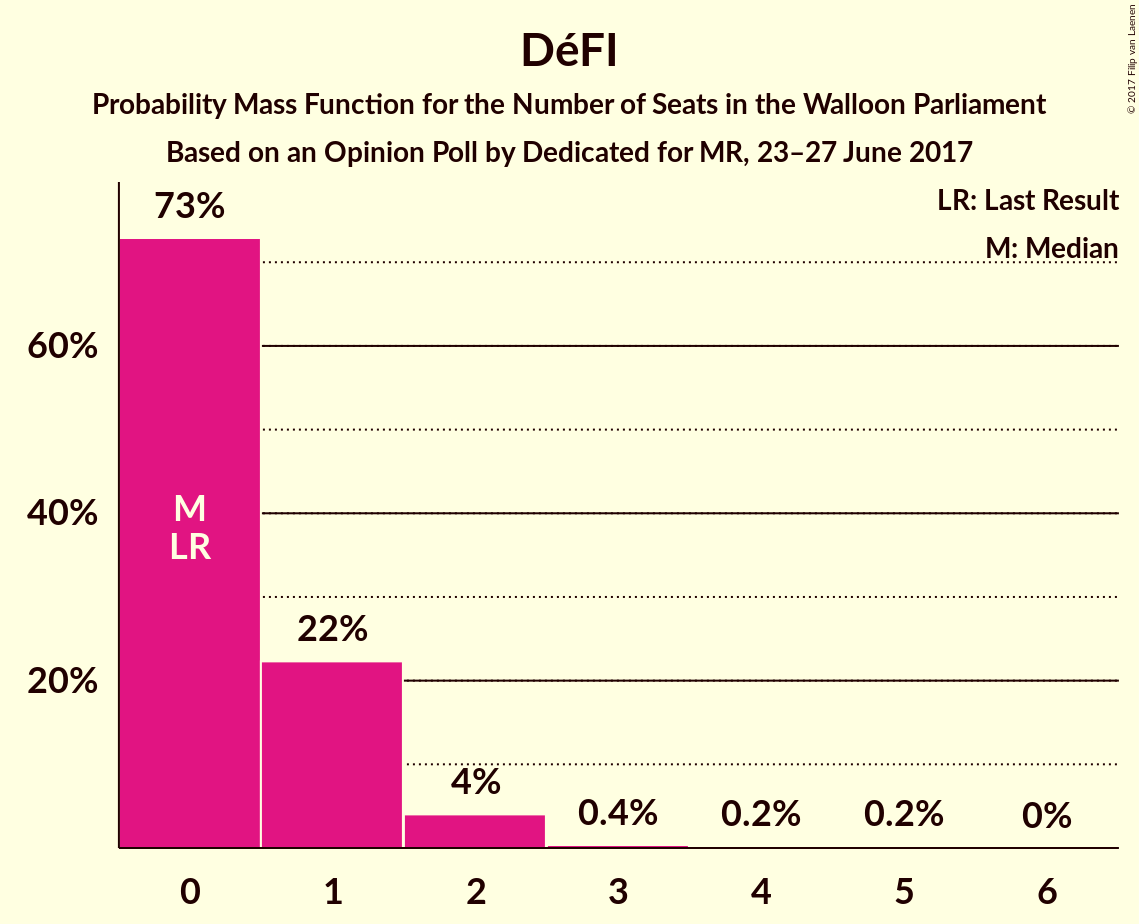 DéFI
Probability Mass Function for the Number of Seats in the Walloon Parliament
Based on an Opinion Poll by Dedicated for MR, 23–27 June 2017
© 2017 Filip van Laenen
LR: Last Result
M: Median
73%
22%
4%
0.4%
0.2%
0.2%
0%
M
LR
60%
40%
20%
0
1
2
3
4
5
6